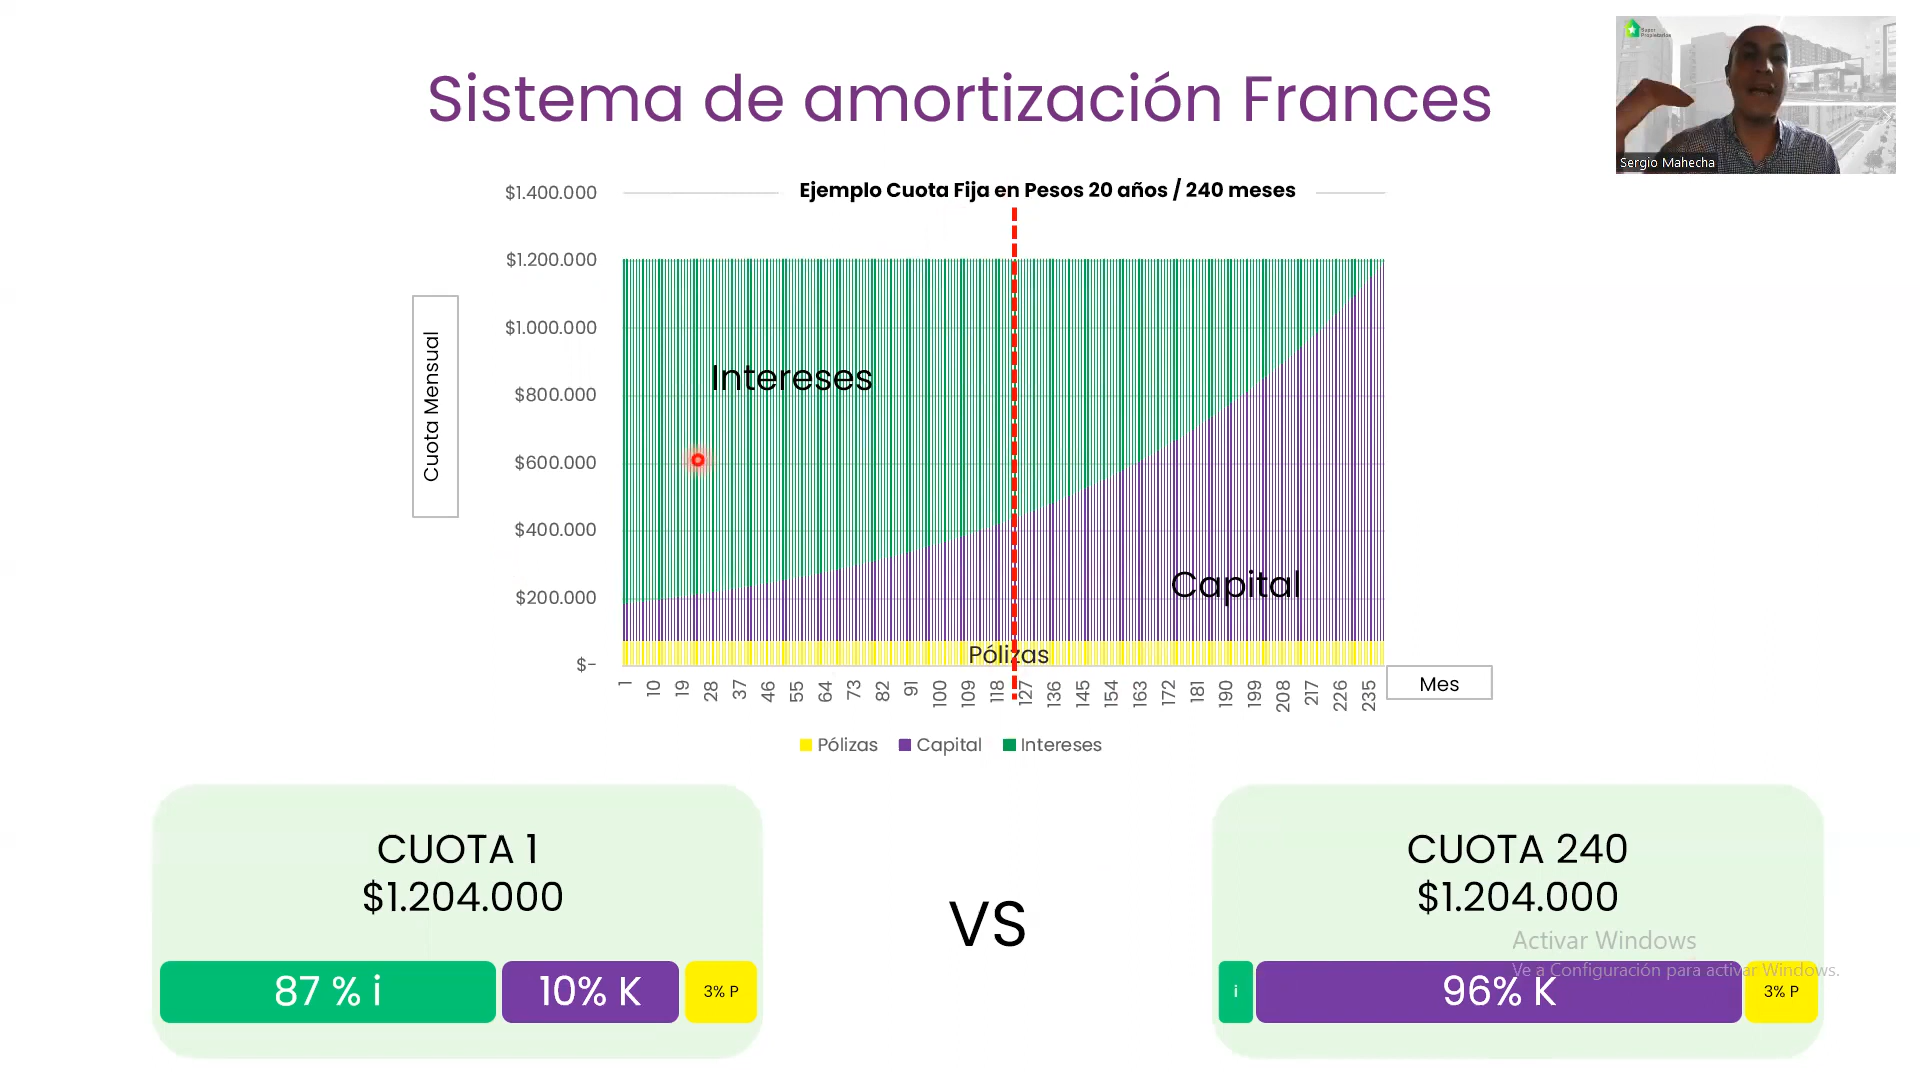 Sistema de amortización Frances
Super
Propietarios
Sergio Mahecha
Ejemplo Cuota Fija en Pesos 20 años / 240 meses
$1.400.000
$1.200.000
$1.000.000
$800.000
$600.000
$400.000
$200.000
$-
Cuota Mensual
Intereses
Capital
Pólizas
1 10 19 28 37 46 55 64 73 82 91 100 109 118 127 136 145 154 163 172 181 190 199 208 217 226 235
Mes
Pólizas Capital Intereses
CUOTA 1
$1.204.000
87 % i 10% K 3% P
VS
CUOTA 240
$1.204.000
i 96% K 3% P
Activar Windows
Ve a Configuración para activar Windows.